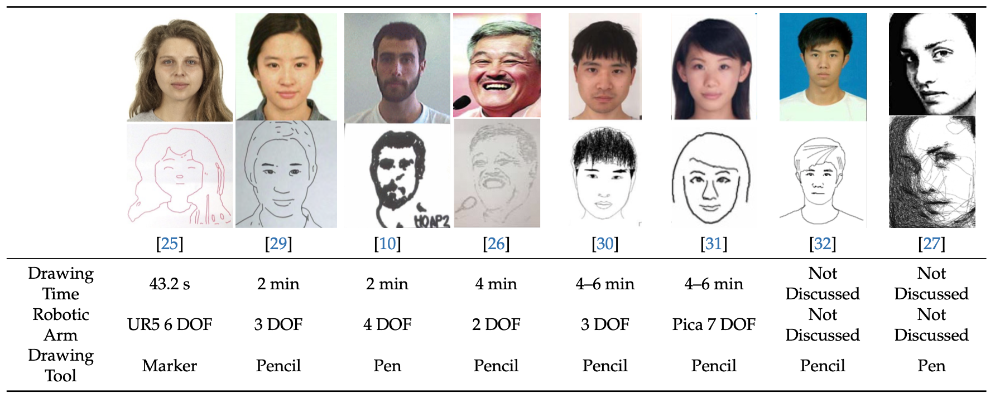 HOAP2
[25] [29] [10] [26] [30] [31] [32] [27]
Drawing Time 43.2 s 2 min 2 min 4 min 4–6 min 4–6 min Not Discussed Not Discussed
Robotic Arm UR5 6 DOF 3 DOF 4 DOF 2 DOF 3 DOF Pica 7 DOF Not Discussed Not Discussed
Drawing Tool Marker Pencil Pen Pencil Pencil Pencil Pencil Pen